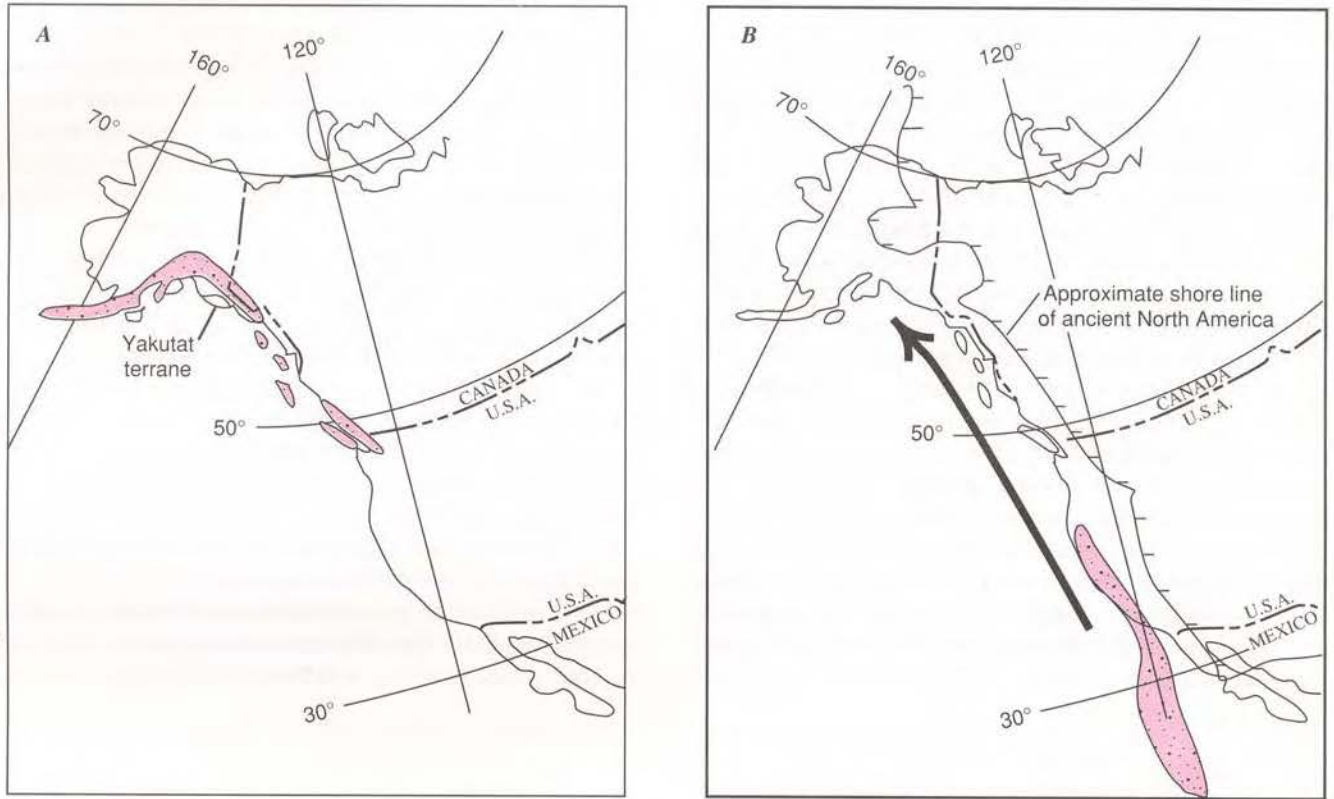 A
160°
120°
70°
Yakutat
terrane
CANADA
U.S.A.
50°
U.S.A.
MEXICO
30°
B
160°
120°
70°
Approximate shore line
of ancient North America
CANADA
U.S.A.
50°
U.S.A.
MEXICO
30°